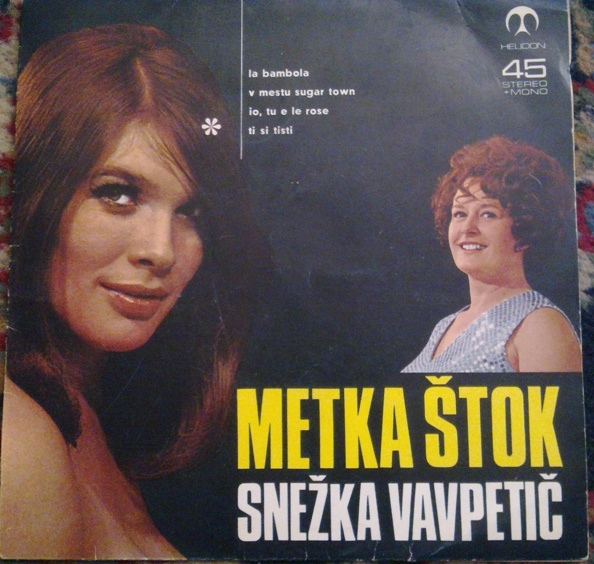 HELIDON
45
STEREO
+MONO
la bambola
v mestu sugar town
io, tu e le rose
ti si tisti
*
METKA ŠTOK
SNEŽKA VAVPETIČ